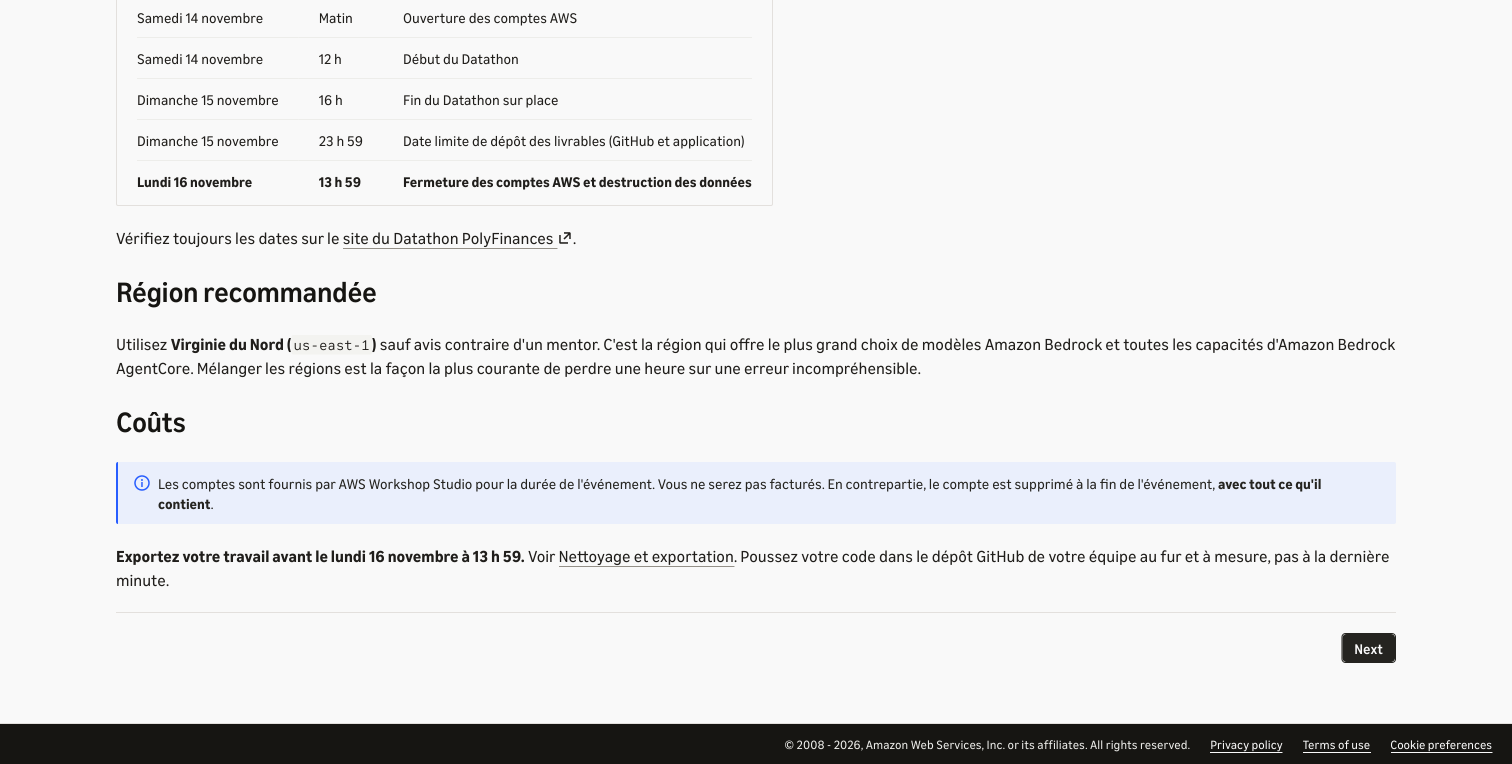 Samedi 14 novembre Matin Ouverture des comptes AWS
Samedi 14 novembre 12 h Début du Datathon
Dimanche 15 novembre 16 h Fin du Datathon sur place
Dimanche 15 novembre 23 h 59 Date limite de dépôt des livrables (GitHub et application)
Lundi 16 novembre 13 h 59 Fermeture des comptes AWS et destruction des données
Vérifiez toujours les dates sur le site du Datathon PolyFinances.
Région recommandée
Utilisez Virginie du Nord (us-east-1) sauf avis contraire d'un mentor. C'est la région qui offre le plus grand choix de modèles Amazon Bedrock et toutes les capacités d'Amazon Bedrock
AgentCore. Mélanger les régions est la façon la plus courante de perdre une heure sur une erreur incompréhensible.
Coûts
Les comptes sont fournis par AWS Workshop Studio pour la durée de l'événement. Vous ne serez pas facturés. En contrepartie, le compte est supprimé à la fin de l'événement, avec tout ce qu'il
contient.
Exportez votre travail avant le lundi 16 novembre à 13 h 59. Voir Nettoyage et exportation. Poussez votre code dans le dépôt GitHub de votre équipe au fur et à mesure, pas à la dernière
minute.
Next
© 2008 - 2026, Amazon Web Services, Inc. or its affiliates. All rights reserved. Privacy policy Terms of use Cookie preferences